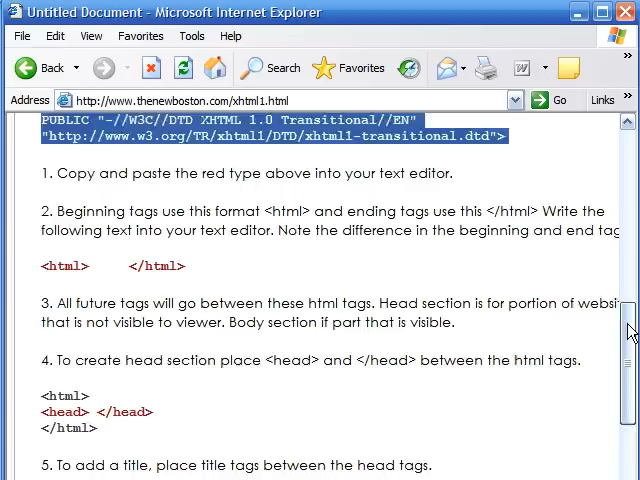 Untitled Document - Microsoft Internet Explorer
File Edit View Favorites Tools Help
Back Search Favorites W
Address http://www.thenewboston.com/xhtml1.html Go Links
PUBLIC "-//W3C//DTD XHTML 1.0 Transitional//EN"
"http://www.w3.org/TR/xhtml1/DTD/xhtml1-transitional.dtd">
1. Copy and paste the red type above into your text editor.
2. Beginning tags use this format <html> and ending tags use this </html> Write the
following text into your text editor. Note the difference in the beginning and end tag
<html> </html>
3. All future tags will go between these html tags. Head section is for portion of websi
that is not visible to viewer. Body section if part that is visible.
4. To create head section place <head> and </head> between the html tags.
<html>
<head> </head>
</html>
5. To add a title, place title tags between the head tags.